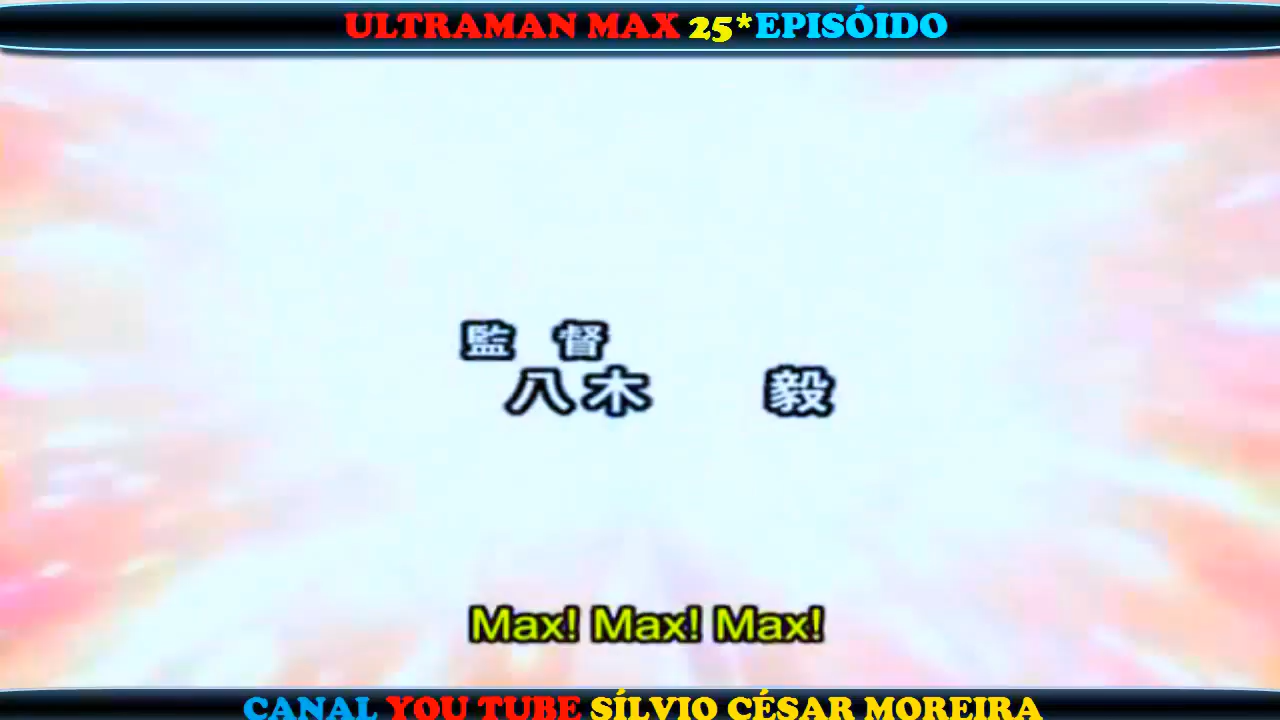 ULTRAMAN MAX 25*EPISÓIDO
監 督
八木 毅
Max! Max! Max!
CANAL YOU TUBE SÍLVIO CÉSAR MOREIRA